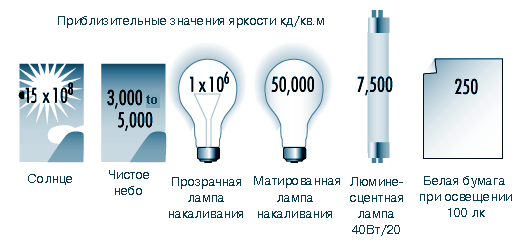 Приблизительные значения яркости кд/кв.м
15 x 10⁸
3,000 to
5,000
1 x 10⁶
50,000
7,500
250
Солнце
Чистое
небо
Прозрачная
лампа
накаливания
Матированная
лампа
накаливания
Люмине-
сцентная
лампа
40Вт/20
Белая бумага
при освещении
100 лк